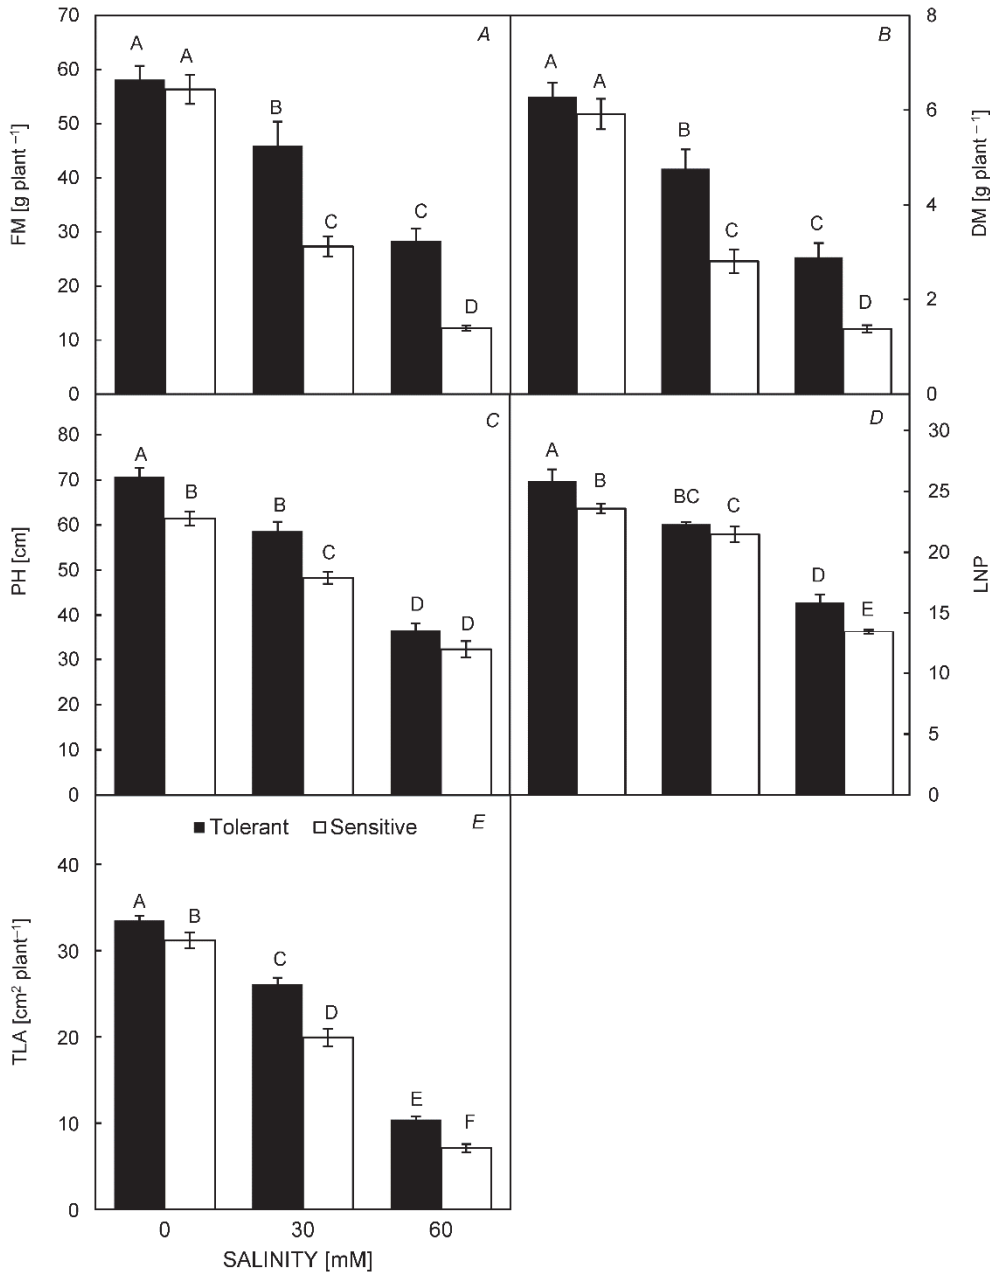 70
60
50
40
30
20
10
0
FM [g plant −1]
A
A
A
B
C
C
D
B
A
A
B
C
C
D
8
6
4
2
0
DM [g plant −1]
80
70
60
50
40
30
20
10
0
PH [cm]
C
A
B
B
C
D
D
D
A
B
BC
C
D
E
30
25
20
15
10
5
0
LNP
■ Tolerant □ Sensitive
E
40
30
20
10
0
TLA [cm² plant−1]
A
B
C
D
E
F
0 30 60
SALINITY [mM]